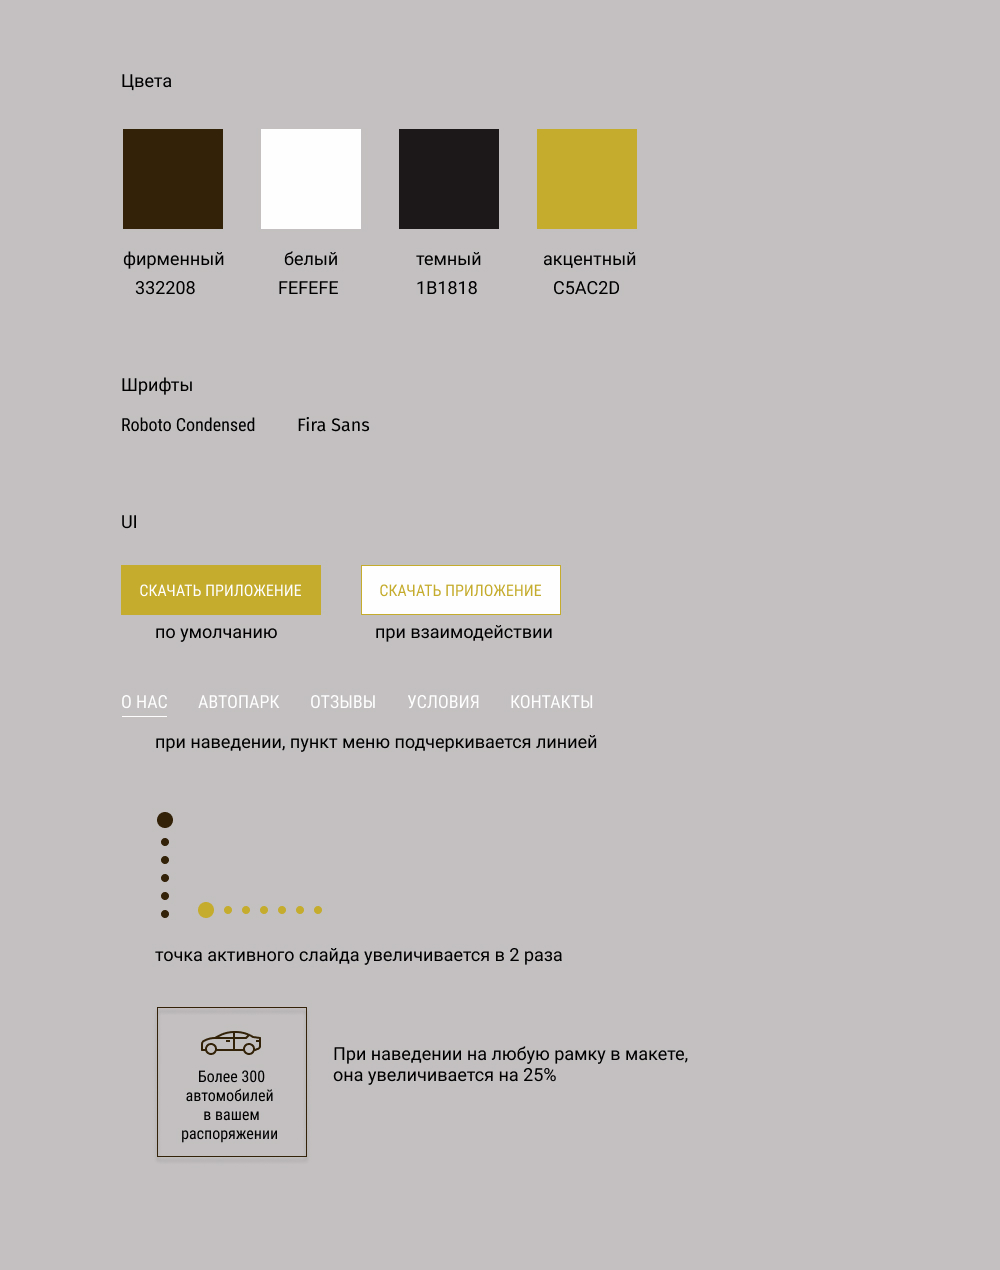 Цвета
фирменный белый темный акцентный
332208 FEFEFE 1B1818 C5AC2D
Шрифты
Roboto Condensed Fira Sans
UI
СКАЧАТЬ ПРИЛОЖЕНИЕ СКАЧАТЬ ПРИЛОЖЕНИЕ
по умолчанию при взаимодействии
О НАС АВТОПАРК ОТЗЫВЫ УСЛОВИЯ КОНТАКТЫ
при наведении, пункт меню подчеркивается линией
точка активного слайда увеличивается в 2 раза
Более 300
автомобилей
в вашем
распоряжении
При наведении на любую рамку в макете,
она увеличивается на 25%